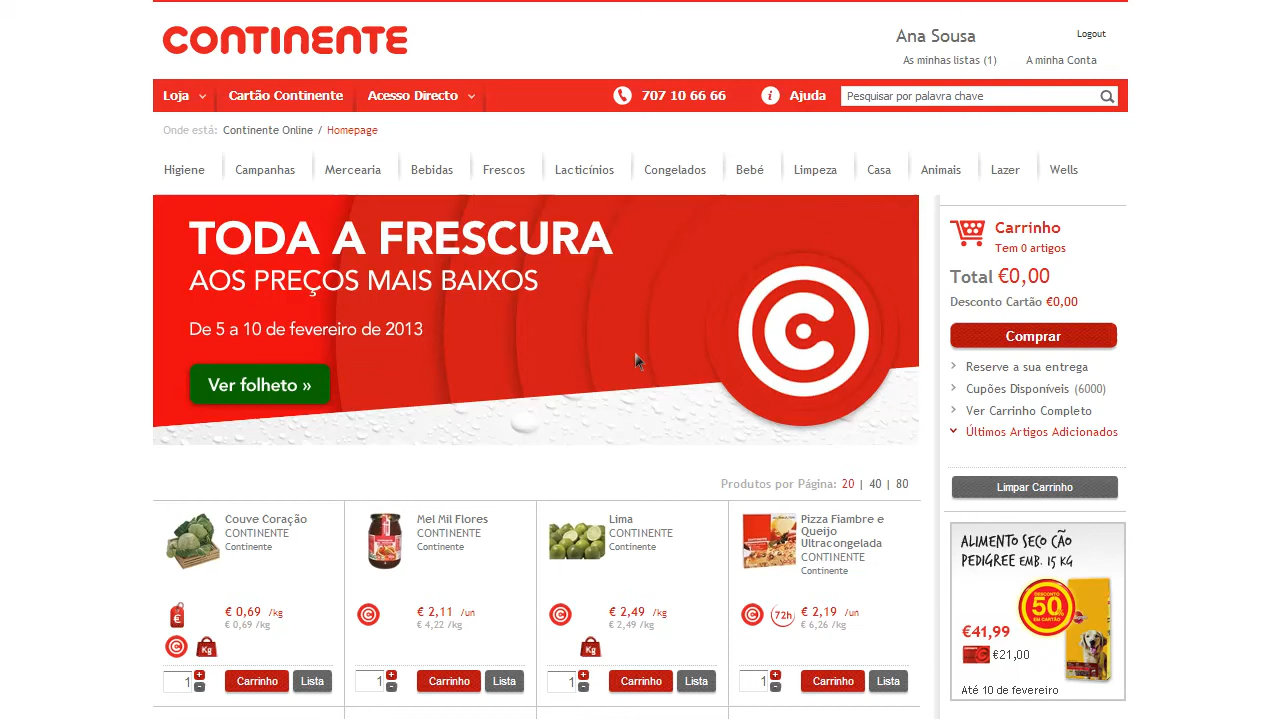 CONTINENTE
Ana Sousa
Logout
As minhas listas (1)
A minha Conta
Loja
Cartão Continente
Acesso Directo
707 10 66 66
i
Ajuda
Pesquisar por palavra chave
Onde está: Continente Online / Homepage
Higiene
Campanhas
Mercearia
Bebidas
Frescos
Lacticínios
Congelados
Bebé
Limpeza
Casa
Animais
Lazer
Wells
TODA A FRESCURA
AOS PREÇOS MAIS BAIXOS
De 5 a 10 de fevereiro de 2013
Ver folheto »
C
Carrinho
Tem 0 artigos
Total €0,00
Desconto Cartão €0,00
Comprar
Reserve a sua entrega
Cupões Disponíveis (6000)
Ver Carrinho Completo
Últimos Artigos Adicionados
Limpar Carrinho
Produtos por Página: 20 | 40 | 80
Couve Coração
CONTINENTE
Continente
€ 0,69 /kg
€ 0,69 /kg
€
C
Kg
1
Carrinho
Lista
Mel Mil Flores
CONTINENTE
Continente
€ 2,11 /un
€ 4,22 /kg
C
1
Carrinho
Lista
Lima
CONTINENTE
Continente
€ 2,49 /kg
€ 2,49 /kg
C
Kg
1
Carrinho
Lista
Pizza Fiambre e
Queijo
Ultracongelada
CONTINENTE
Continente
C
72h
€ 2,19 /un
€ 6,26 /kg
1
Carrinho
Lista
ALIMENTO SECO CÃO
PEDIGREE EMB. 15 KG
DESCONTO
50%
EM CARTÃO
€41,99
€21,00
Até 10 de fevereiro